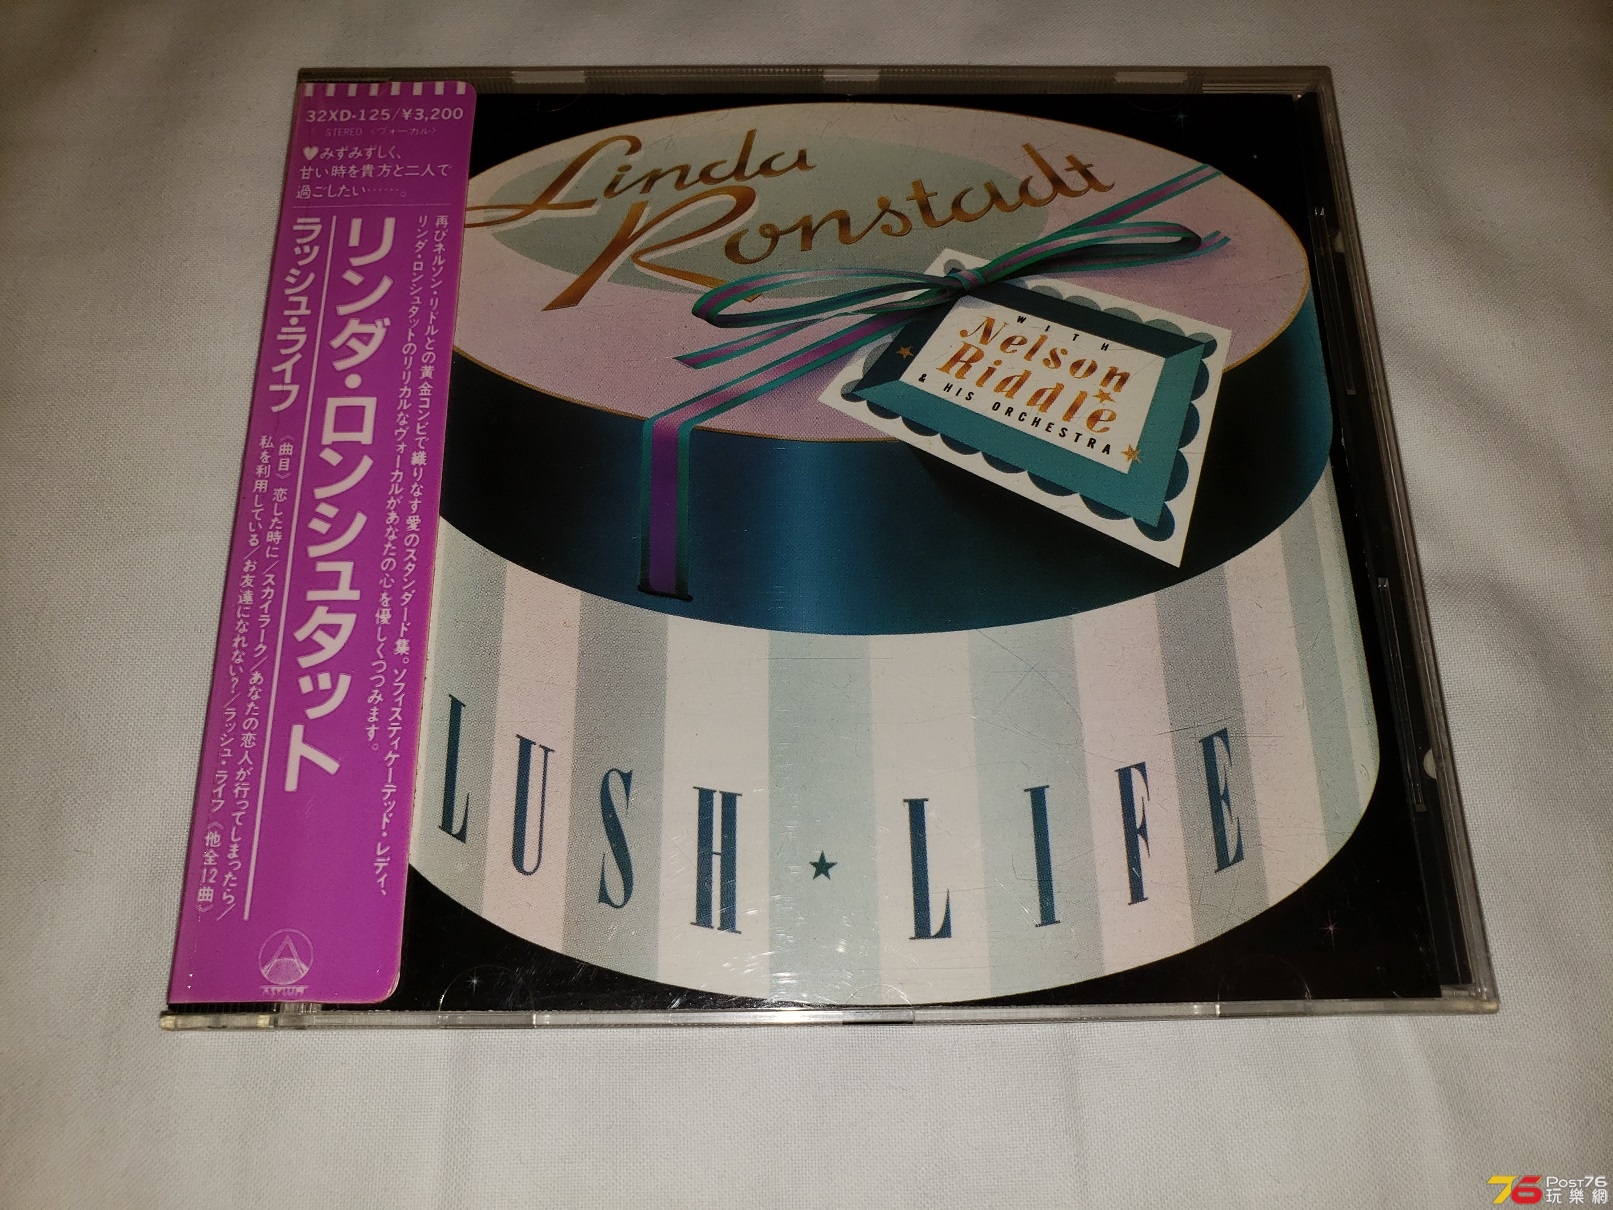 32XD-125/¥3,200
STEREO〈ヴォーカル〉
♥みずみずしく、
甘い時を貴方と二人で
過ごしたい……。
再びネルソン・リドルとの黄金コンビで織りなす愛のスタンダード集。ソフィスティケーテッド・レディ、
リンダ・ロンシュタットのリリカルなヴォーカルがあなたの心を優しくつつみます。
リンダ・ロンシュタット
ラッシュ・ライフ
《曲目》恋した時に/スカイラーク/あなたの恋人が行ってしまったら/
私を利用している/お友達になれない?/ラッシュ・ライフ《他全12曲》
ASYLUM
Linda
Ronstadt
WITH
Nelson
Riddle
& HIS ORCHESTRA
LUSH ★ LIFE
76 Post76
玩樂網